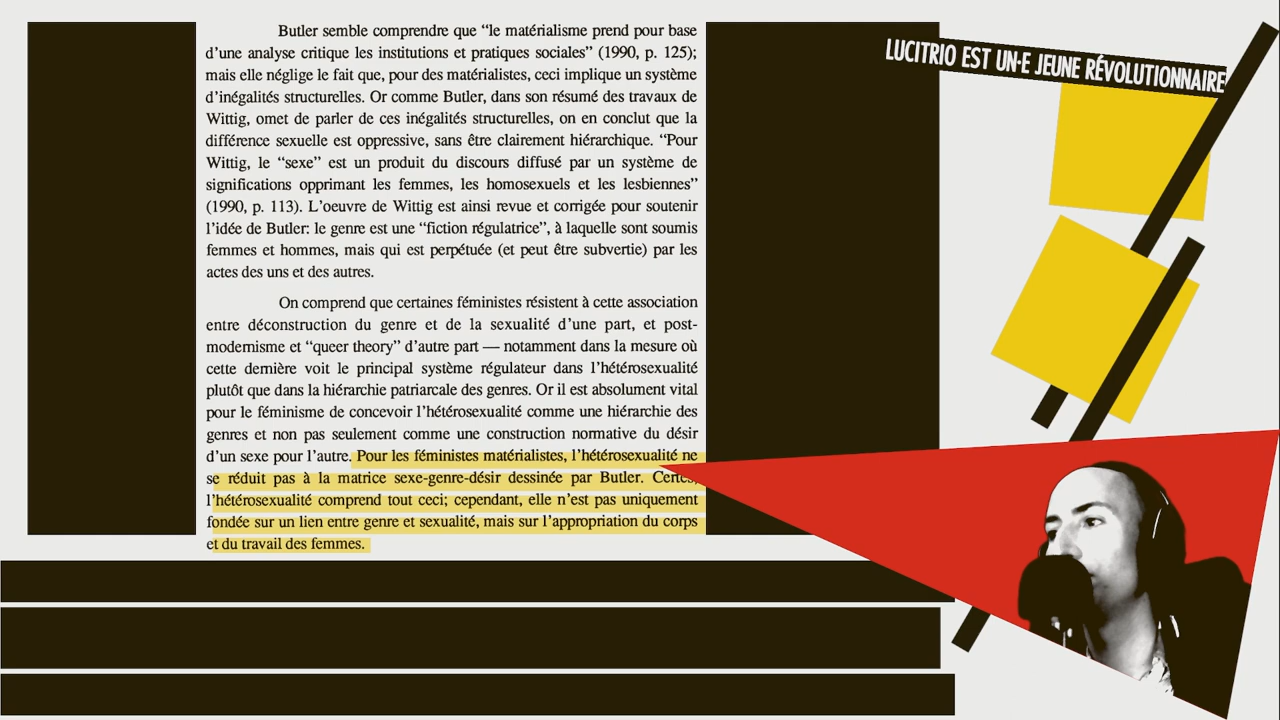 Butler semble comprendre que “le matérialisme prend pour base
d’une analyse critique les institutions et pratiques sociales” (1990, p. 125);
mais elle néglige le fait que, pour des matérialistes, ceci implique un système
d’inégalités structurelles. Or comme Butler, dans son résumé des travaux de
Wittig, omet de parler de ces inégalités structurelles, on en conclut que la
différence sexuelle est oppressive, sans être clairement hiérarchique. “Pour
Wittig, le “sexe” est un produit du discours diffusé par un système de
significations opprimant les femmes, les homosexuels et les lesbiennes”
(1990, p. 113). L’oeuvre de Wittig est ainsi revue et corrigée pour soutenir
l’idée de Butler: le genre est une “fiction régulatrice”, à laquelle sont soumis
femmes et hommes, mais qui est perpétuée (et peut être subvertie) par les
actes des uns et des autres.
On comprend que certaines féministes résistent à cette association
entre déconstruction du genre et de la sexualité d’une part, et post-
modernisme et “queer theory” d’autre part — notamment dans la mesure où
cette dernière voit le principal système régulateur dans l’hétérosexualité
plutôt que dans la hiérarchie patriarcale des genres. Or il est absolument vital
pour le féminisme de concevoir l’hétérosexualité comme une hiérarchie des
genres et non pas seulement comme une construction normative du désir
d’un sexe pour l’autre. Pour les féministes matérialistes, l’hétérosexualité ne
se réduit pas à la matrice sexe-genre-désir dessinée par Butler. Certes,
l’hétérosexualité comprend tout ceci; cependant, elle n’est pas uniquement
fondée sur un lien entre genre et sexualité, mais sur l’appropriation du corps
et du travail des femmes.
LUCITRIO EST UN·E JEUNE RÉVOLUTIONNAIRE